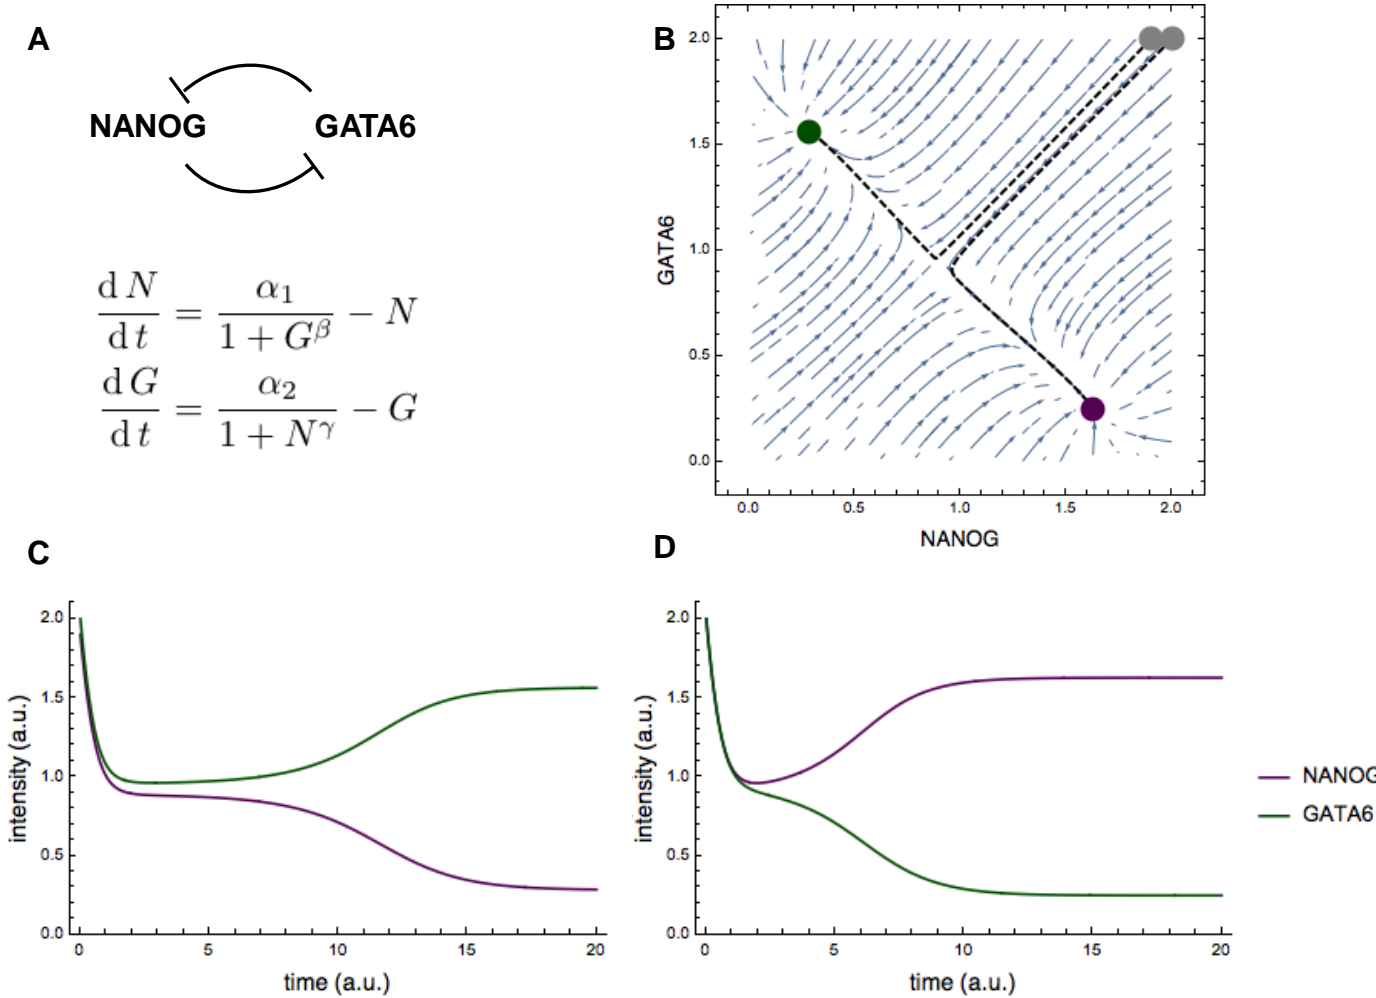 A
NANOG GATA6
dN/dt = α₁/(1 + G^β) − N
dG/dt = α₂/(1 + N^γ) − G
B
GATA6
2.0
1.5
1.0
0.5
0.0
0.0 0.5 1.0 1.5 2.0
NANOG
C
intensity (a.u.)
2.0
1.5
1.0
0.5
0.0
0 5 10 15 20
time (a.u.)
D
intensity (a.u.)
2.0
1.5
1.0
0.5
0.0
0 5 10 15 20
time (a.u.)
NANOG
GATA6